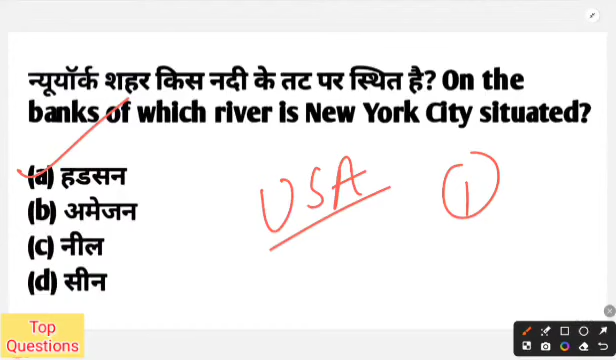 न्यूयॉर्क शहर किस नदी के तट पर स्थित है? On the
banks of which river is New York City situated?
(a) हडसन
(b) अमेजन
(c) नील
(d) सीन
USA
1
Top
Questions